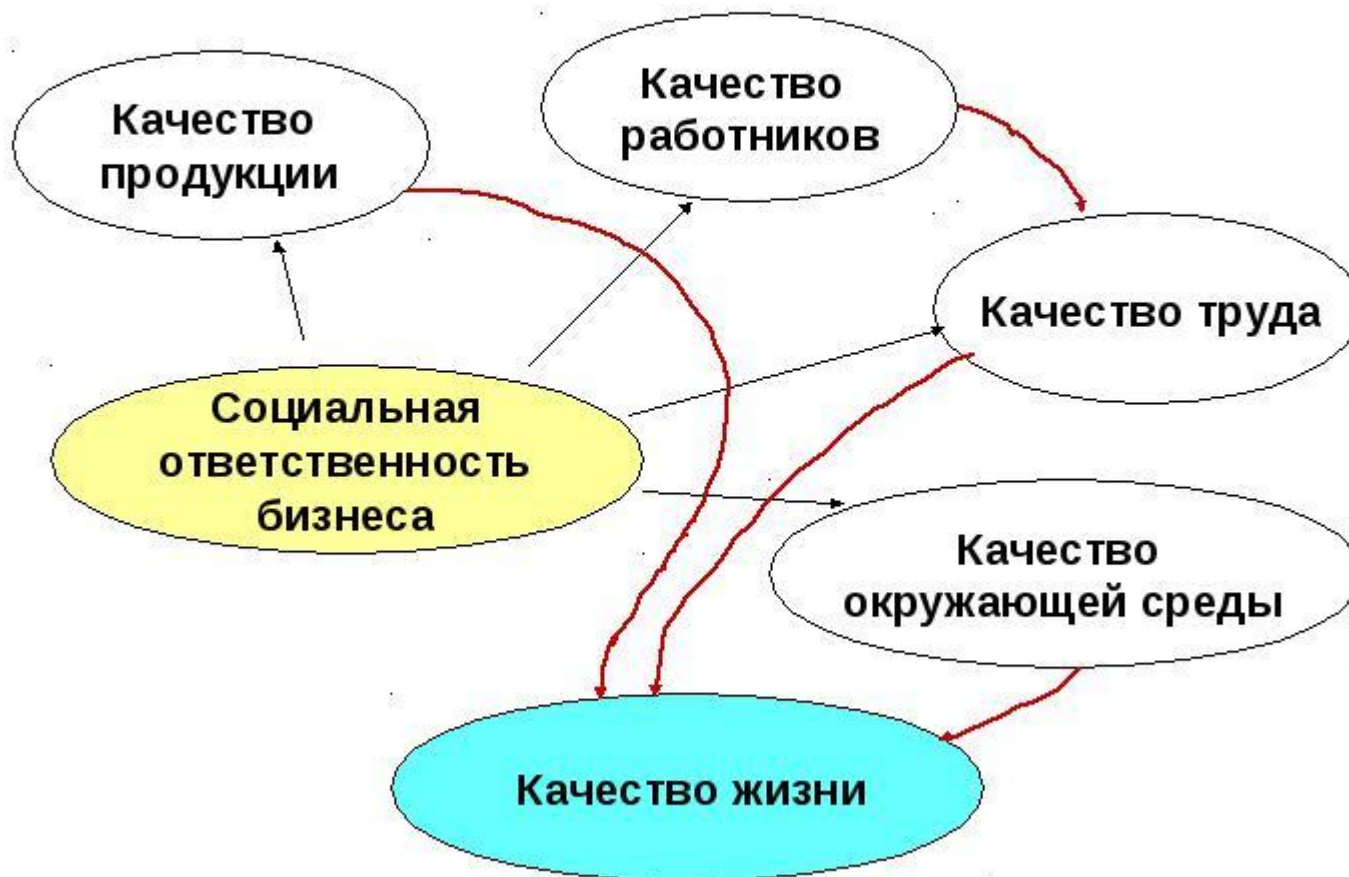 Качество
продукции
Качество
работников
Качество труда
Социальная
ответственность
бизнеса
Качество
окружающей среды
Качество жизни